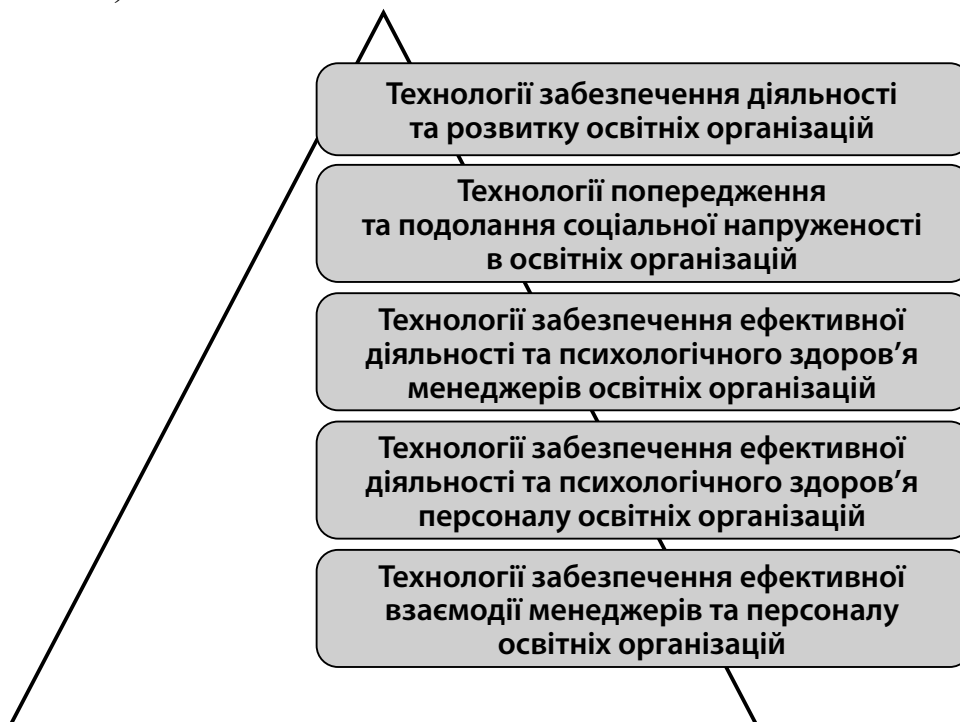 Технології забезпечення діяльності
та розвитку освітніх організацій
Технології попередження
та подолання соціальної напруженості
в освітніх організацій
Технології забезпечення ефективної
діяльності та психологічного здоров’я
менеджерів освітніх організацій
Технології забезпечення ефективної
діяльності та психологічного здоров’я
персоналу освітніх організацій
Технології забезпечення ефективної
взаємодії менеджерів та персоналу
освітніх організацій